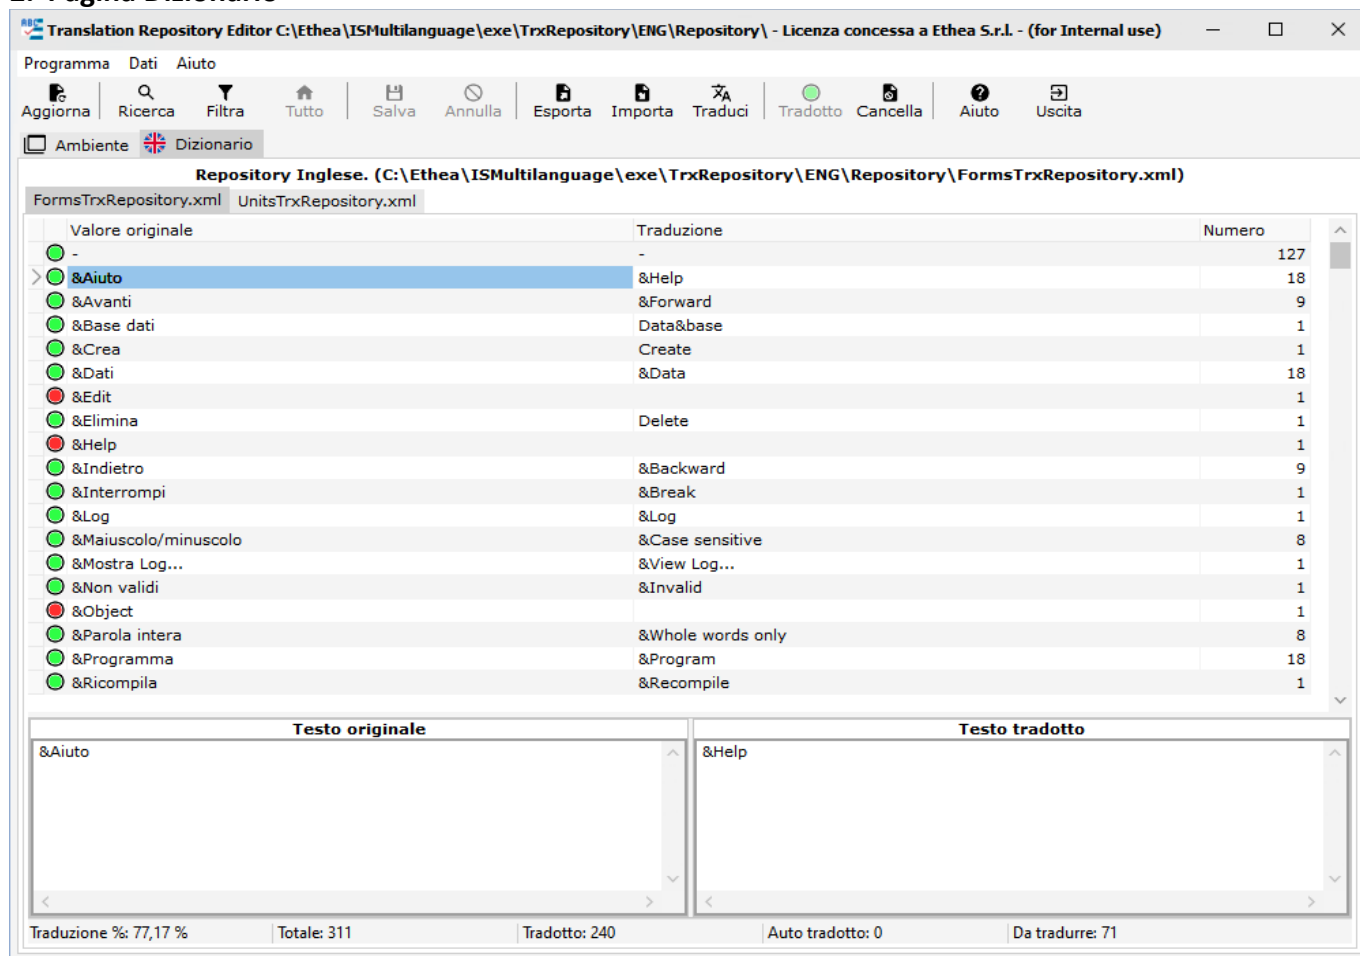 2. Pagina Dizionario
Translation Repository Editor C:\Ethea\ISMultilanguage\exe\TrxRepository\ENG\Repository\ - Licenza concessa a Ethea S.r.l. - (for Internal use)
Programma Dati Aiuto
Aggiorna Ricerca Filtra Tutto Salva Annulla Esporta Importa Traduci Tradotto Cancella Aiuto Uscita
Ambiente Dizionario
Repository Inglese. (C:\Ethea\ISMultilanguage\exe\TrxRepository\ENG\Repository\FormsTrxRepository.xml)
FormsTrxRepository.xml UnitsTrxRepository.xml
Valore originale Traduzione Numero
- - 127
&Aiuto &Help 18
&Avanti &Forward 9
&Base dati Data&base 1
&Crea Create 1
&Dati &Data 18
&Edit 1
&Elimina Delete 1
&Help 1
&Indietro &Backward 9
&Interrompi &Break 1
&Log &Log 1
&Maiuscolo/minuscolo &Case sensitive 8
&Mostra Log... &View Log... 1
&Non validi &Invalid 1
&Object 1
&Parola intera &Whole words only 8
&Programma &Program 18
&Ricompila &Recompile 1
Testo originale Testo tradotto
&Aiuto &Help
Traduzione %: 77,17 % Totale: 311 Tradotto: 240 Auto tradotto: 0 Da tradurre: 71